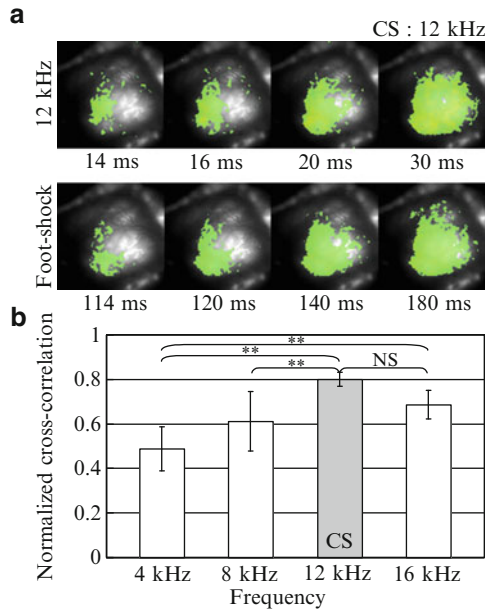 a
CS : 12 kHz
12 kHz
14 ms 16 ms 20 ms 30 ms
Foot-shock
114 ms 120 ms 140 ms 180 ms
b
Normalized cross-correlation
1
0.8
0.6
0.4
0.2
0
**
**
** NS
CS
4 kHz 8 kHz 12 kHz 16 kHz
Frequency